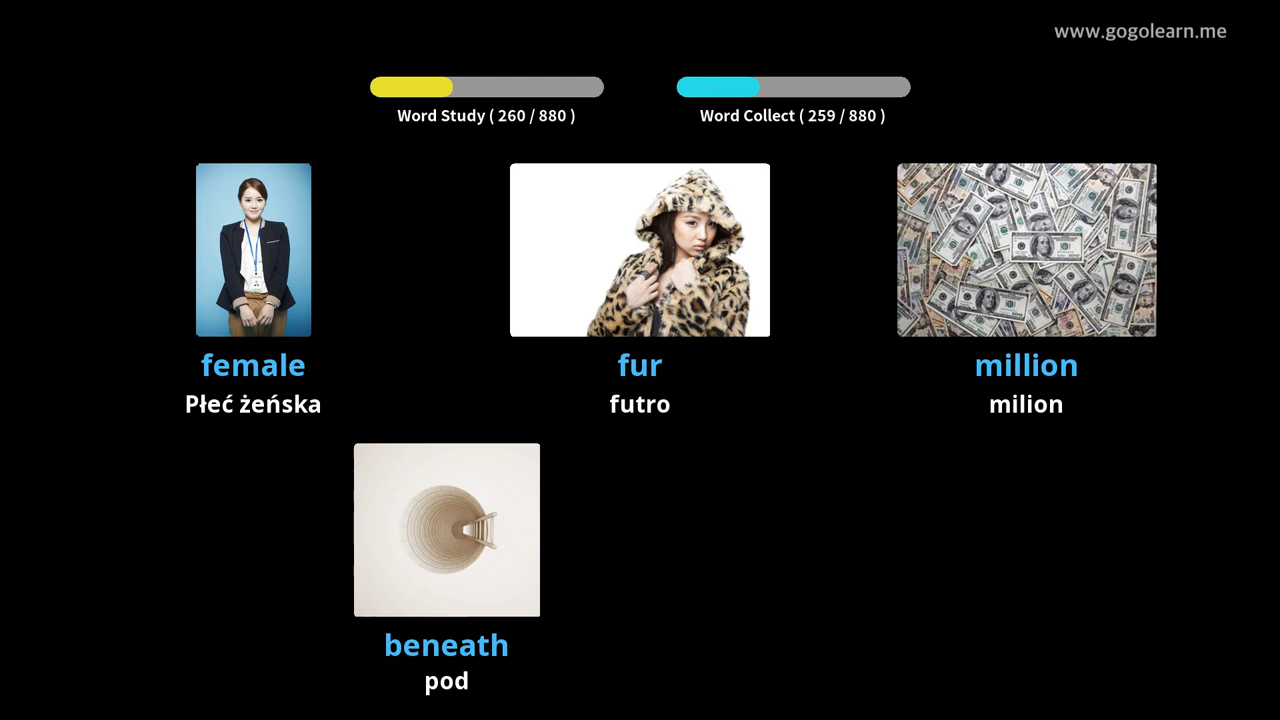 www.gogolearn.me
Word Study ( 260 / 880 )
Word Collect ( 259 / 880 )
female
Płeć żeńska
fur
futro
million
milion
beneath
pod